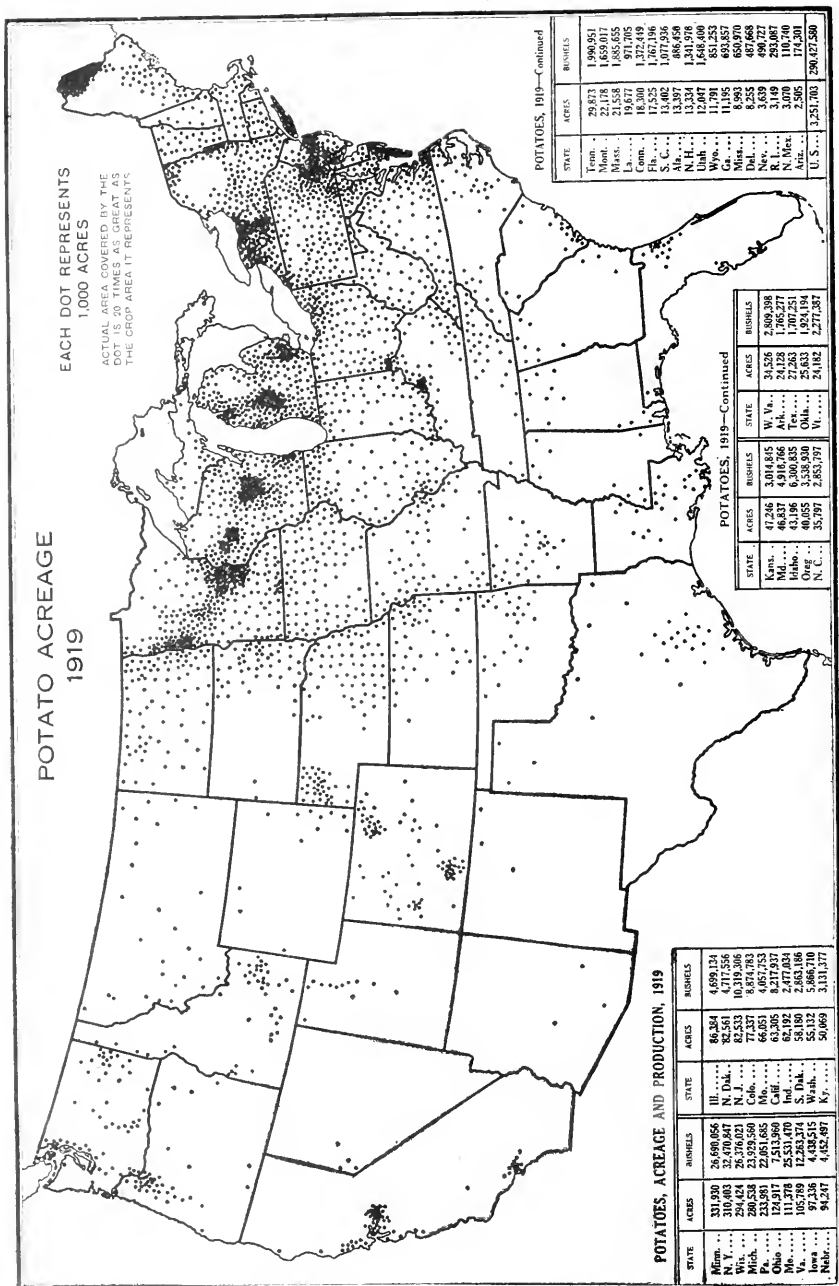 POTATO ACREAGE
1919
EACH DOT REPRESENTS
1,000 ACRES
ACTUAL AREA COVERED BY THE
DOT IS 20 TIMES AS GREAT AS
THE CROP AREA IT REPRESENTS
POTATOES, ACREAGE AND PRODUCTION, 1919
STATE ACRES BUSHELS STATE ACRES BUSHELS
Minn.... 331,930 26,690,056 Ill...... 86,384 4,699,134
N. Y.... 310,403 32,470,847 N. Dak... 82,561 4,717,556
Wis.... 294,424 26,376,021 N. J..... 82,533 10,319,306
Mich.... 280,538 23,929,560 Colo.... 77,337 8,874,783
Pa..... 233,981 22,051,685 Mo..... 66,051 4,057,753
Ohio.... 124,917 7,513,960 Calif.... 63,305 8,217,937
Me..... 111,378 25,531,470 Ind..... 62,192 2,477,034
Va..... 105,789 12,263,374 S. Dak... 58,180 2,863,186
Iowa.... 97,336 4,438,515 Wash.... 55,132 5,866,710
Nebr.... 94,247 4,452,497 Ky..... 50,069 3,131,377
POTATOES, 1919—Continued
STATE ACRES BUSHELS STATE ACRES BUSHELS
Kans... 47,246 3,014,845 W. Va... 34,526 2,809,398
Md.... 46,837 4,916,766 Ark..... 24,128 1,765,277
Idaho... 43,196 6,300,835 Tex..... 27,263 1,707,251
Oreg... 40,055 3,538,930 Okla.... 25,633 1,924,194
N. C... 35,797 2,853,797 Vt..... 24,182 2,277,387
POTATOES, 1919—Continued
STATE ACRES BUSHELS
Tenn... 29,873 1,990,951
Mont... 22,178 1,659,017
Mass... 21,558 1,885,655
La..... 19,677 971,705
Conn... 18,300 1,372,449
Fla..... 17,525 1,767,196
S. C.... 13,402 1,077,936
Ala..... 13,397 886,458
N. H.... 13,334 1,341,978
Utah... 12,047 1,648,400
Wyo.... 11,791 851,253
Ga..... 11,195 693,857
Miss.... 8,993 650,970
Del..... 8,255 487,668
Nev.... 3,639 490,727
R. I.... 3,149 293,087
N. Mex. 3,070 110,740
Ariz.... 2,505 174,201
U. S... 3,251,703 290,427,580